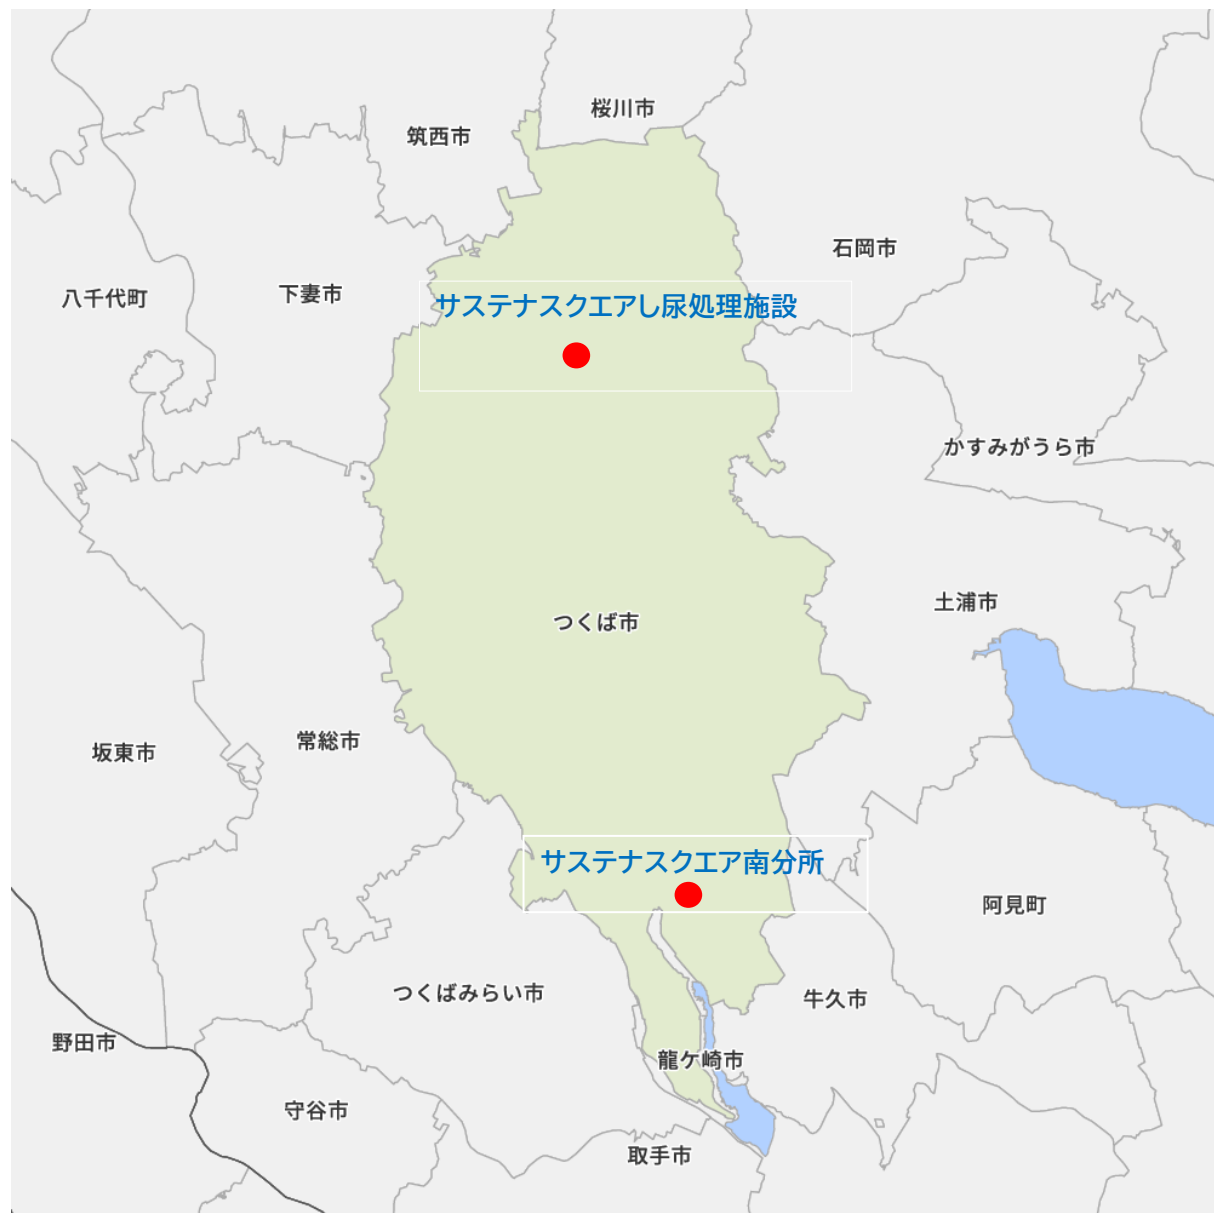 桜川市
筑西市
石岡市
八千代町
下妻市
サステナスクエアし尿処理施設
かすみがうら市
土浦市
つくば市
常総市
坂東市
サステナスクエア南分所
阿見町
つくばみらい市
牛久市
野田市
龍ケ崎市
守谷市
取手市